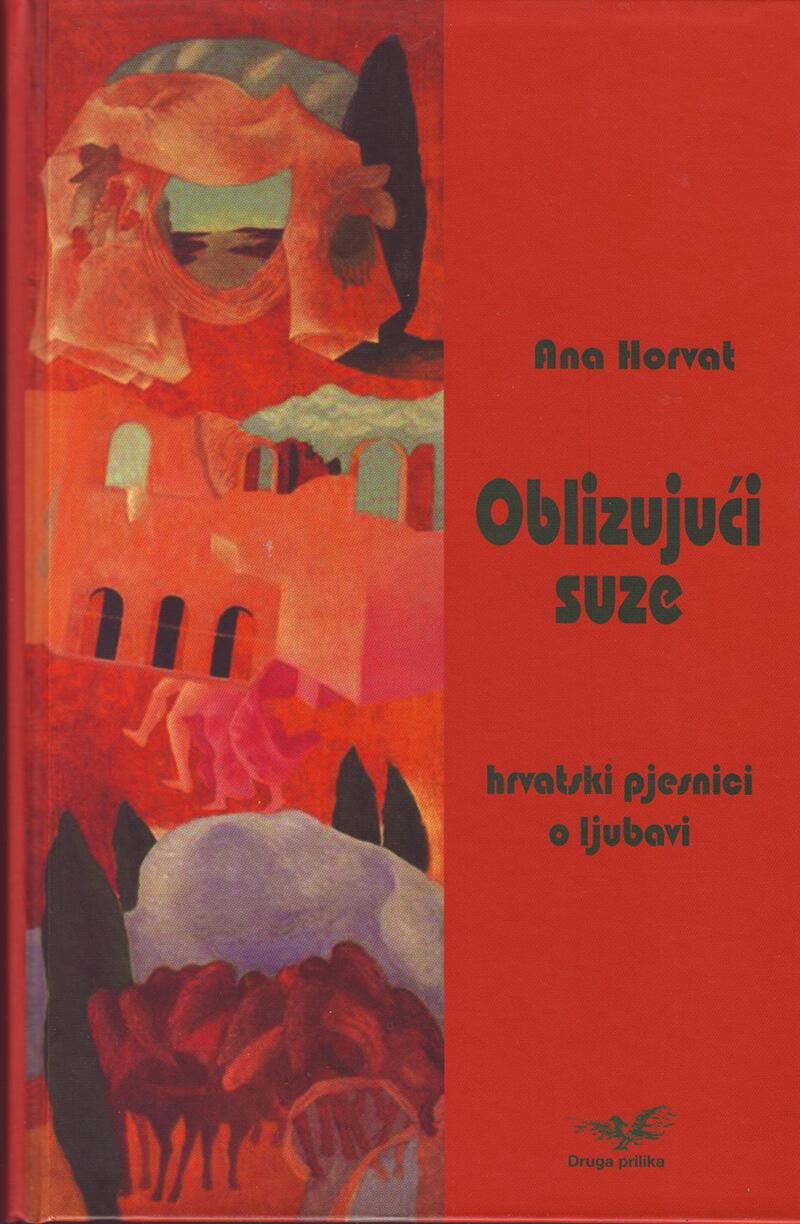 Ana Horvat
Oblizujući
suze
hrvatski pjesnici
o ljubavi
Druga prilika